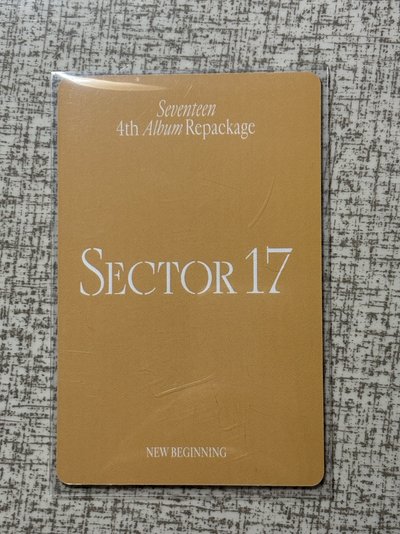 Seventeen
4th Album Repackage
SECTOR 17
NEW BEGINNING